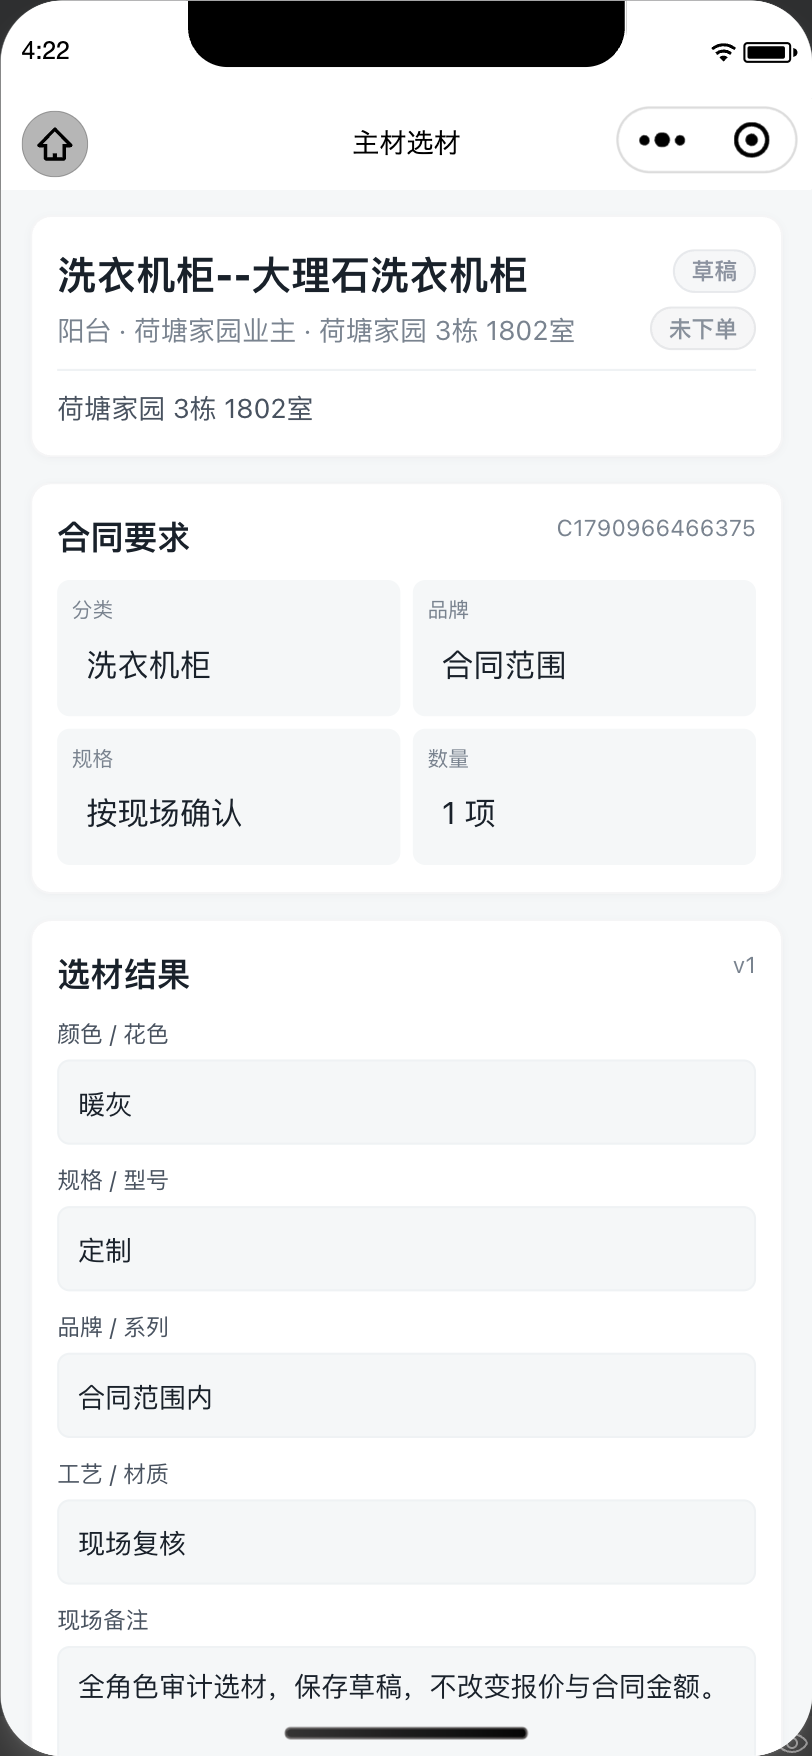 4:22
主材选材
洗衣机柜--大理石洗衣机柜
草稿
阳台 · 荷塘家园业主 · 荷塘家园 3栋 1802室
未下单
荷塘家园 3栋 1802室
合同要求
C1790966466375
分类
品牌
洗衣机柜
合同范围
规格
数量
按现场确认
1 项
选材结果
v1
颜色 / 花色
暖灰
规格 / 型号
定制
品牌 / 系列
合同范围内
工艺 / 材质
现场复核
现场备注
全角色审计选材，保存草稿，不改变报价与合同金额。